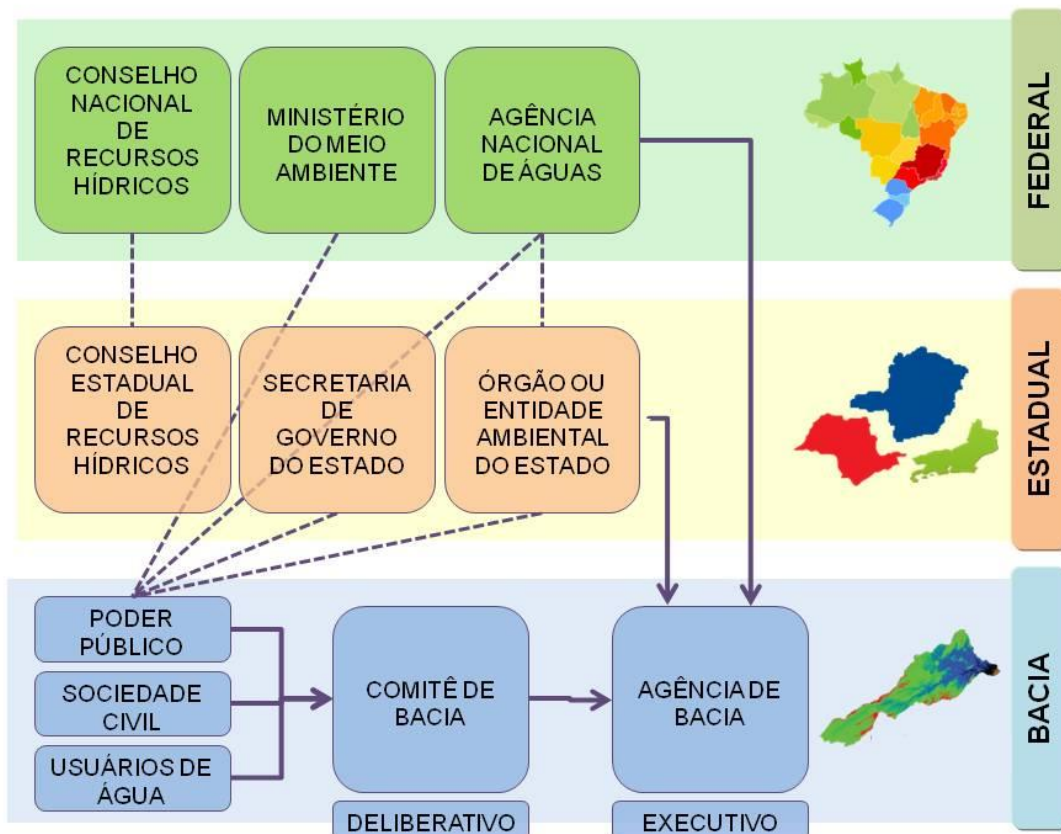 CONSELHO
NACIONAL
DE
RECURSOS
HÍDRICOS
MINISTÉRIO
DO MEIO
AMBIENTE
AGÊNCIA
NACIONAL
DE ÁGUAS
FEDERAL
CONSELHO
ESTADUAL
DE
RECURSOS
HÍDRICOS
SECRETARIA
DE
GOVERNO
DO ESTADO
ÓRGÃO OU
ENTIDADE
AMBIENTAL
DO ESTADO
ESTADUAL
PODER
PÚBLICO
SOCIEDADE
CIVIL
USUÁRIOS DE
ÁGUA
COMITÊ DE
BACIA
DELIBERATIVO
AGÊNCIA DE
BACIA
EXECUTIVO
BACIA